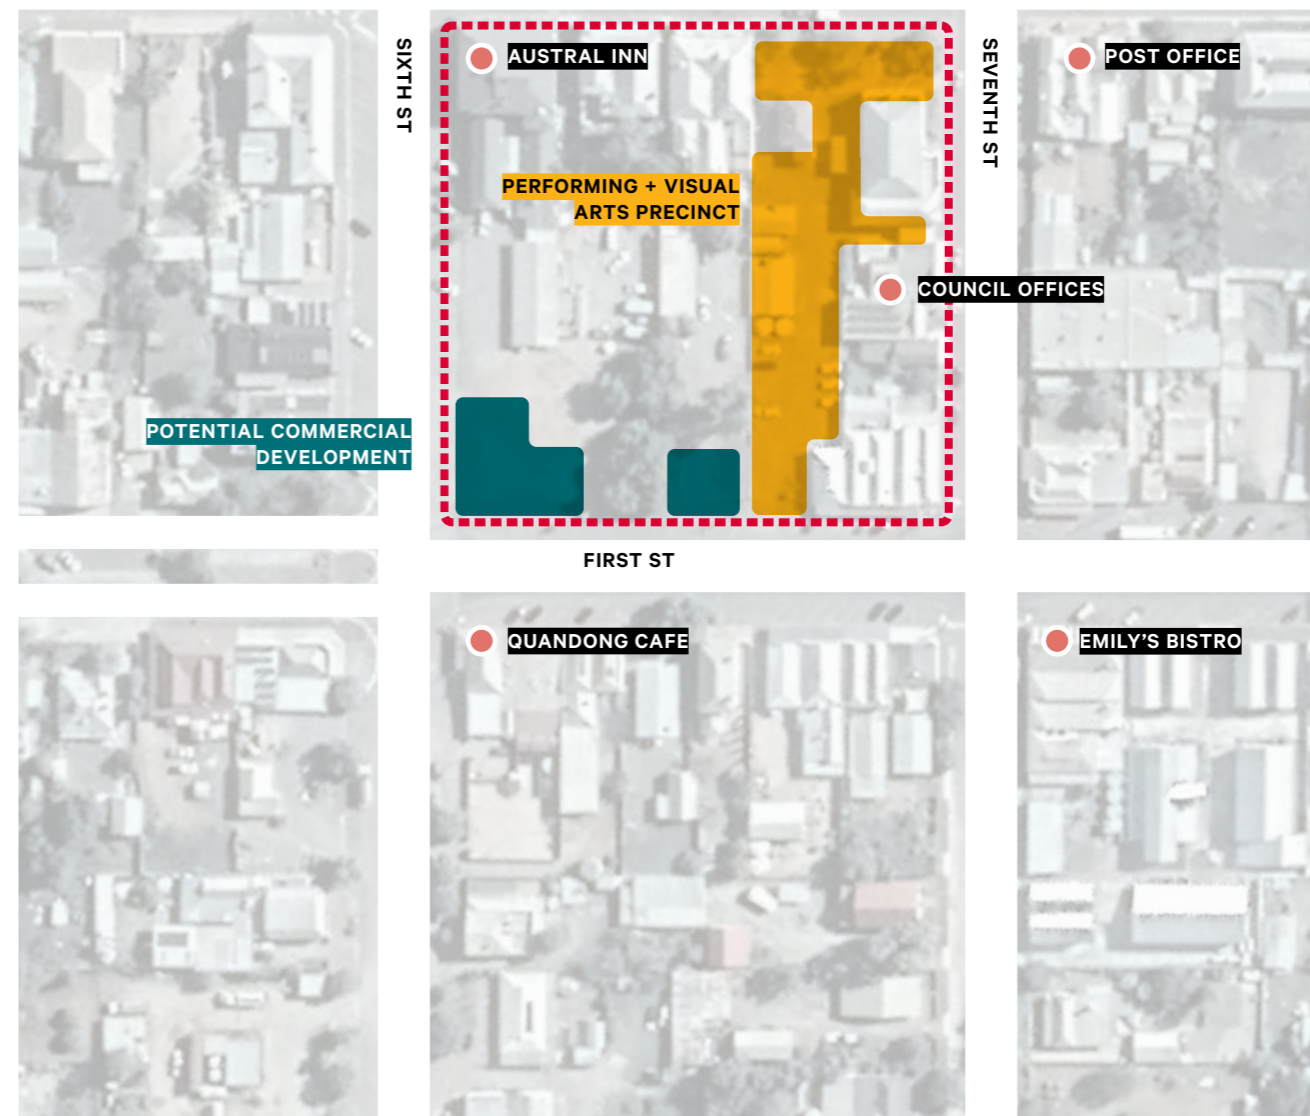 SIXTH ST
AUSTRAL INN
SEVENTH ST
POST OFFICE
PERFORMING + VISUAL
ARTS PRECINCT
COUNCIL OFFICES
POTENTIAL COMMERCIAL
DEVELOPMENT
FIRST ST
QUANDONG CAFE
EMILY’S BISTRO